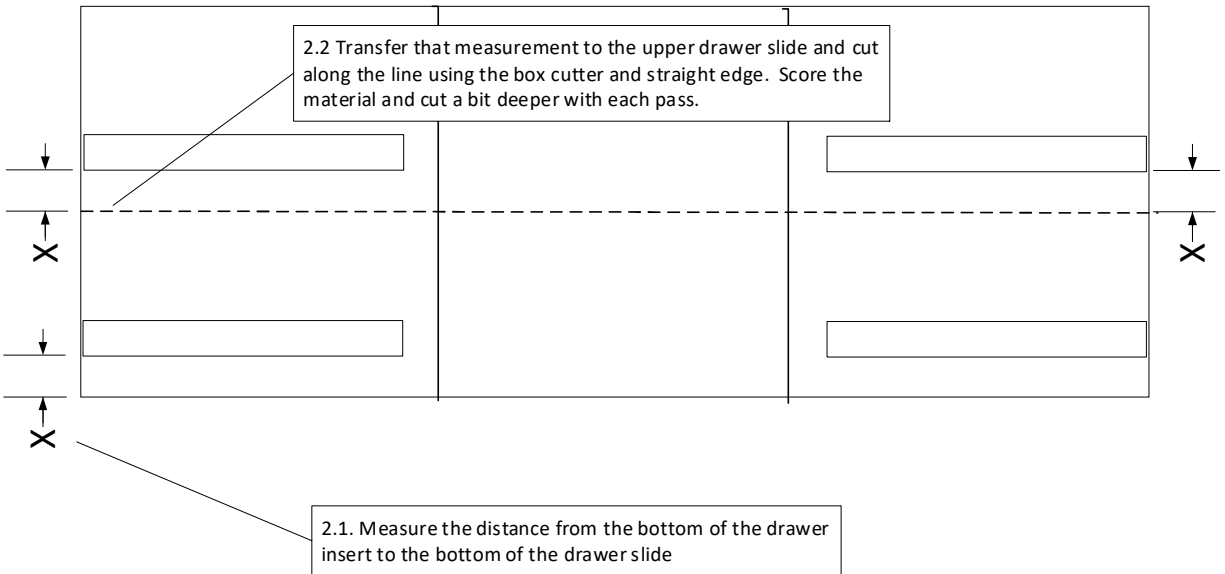 2.2 Transfer that measurement to the upper drawer slide and cut
along the line using the box cutter and straight edge.  Score the
material and cut a bit deeper with each pass.
X
X
X
2.1. Measure the distance from the bottom of the drawer
insert to the bottom of the drawer slide